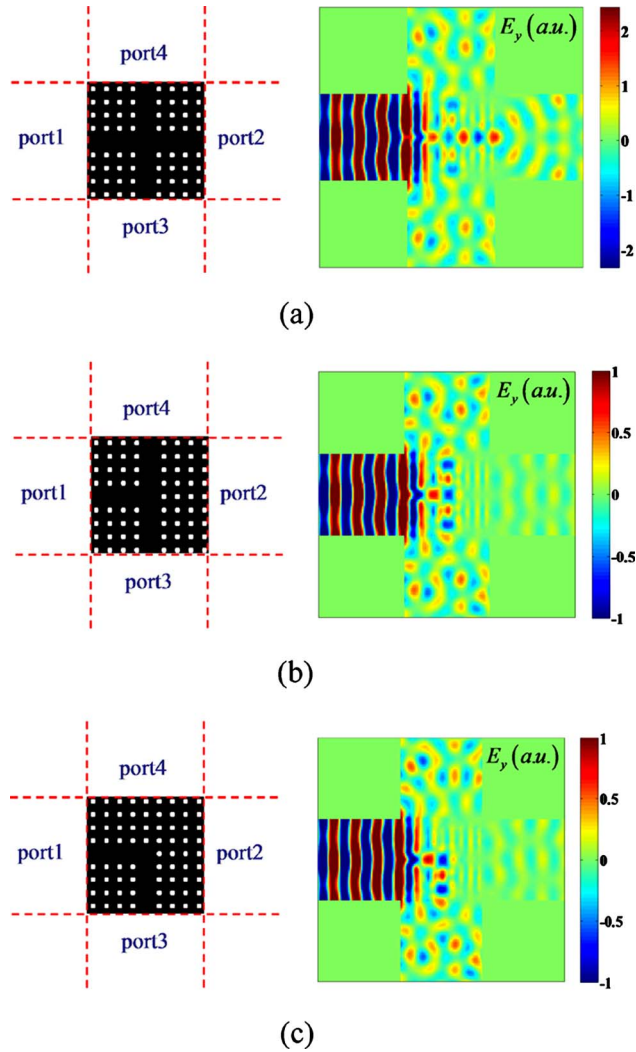 port4
port1
port2
port3
E_y (a.u.)
2
1
0
-1
-2
(a)
port4
port1
port2
port3
E_y (a.u.)
1
0.5
0
-0.5
-1
(b)
port4
port1
port2
port3
E_y (a.u.)
1
0.5
0
-0.5
-1
(c)